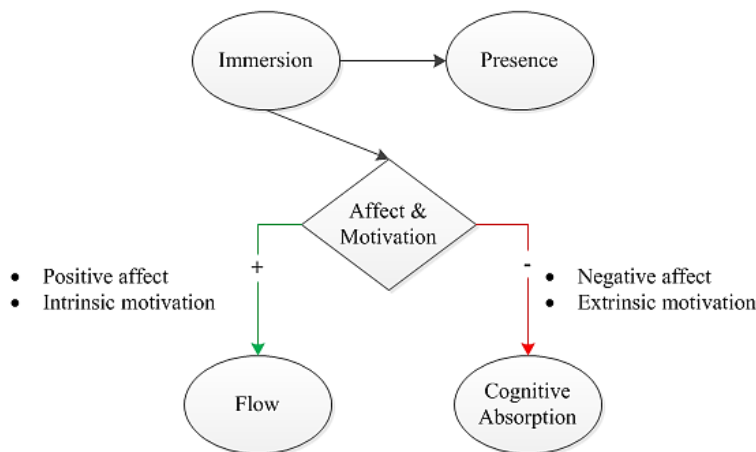 Immersion
Presence
Affect &
Motivation
+
-
• Positive affect
• Intrinsic motivation
• Negative affect
• Extrinsic motivation
Flow
Cognitive
Absorption